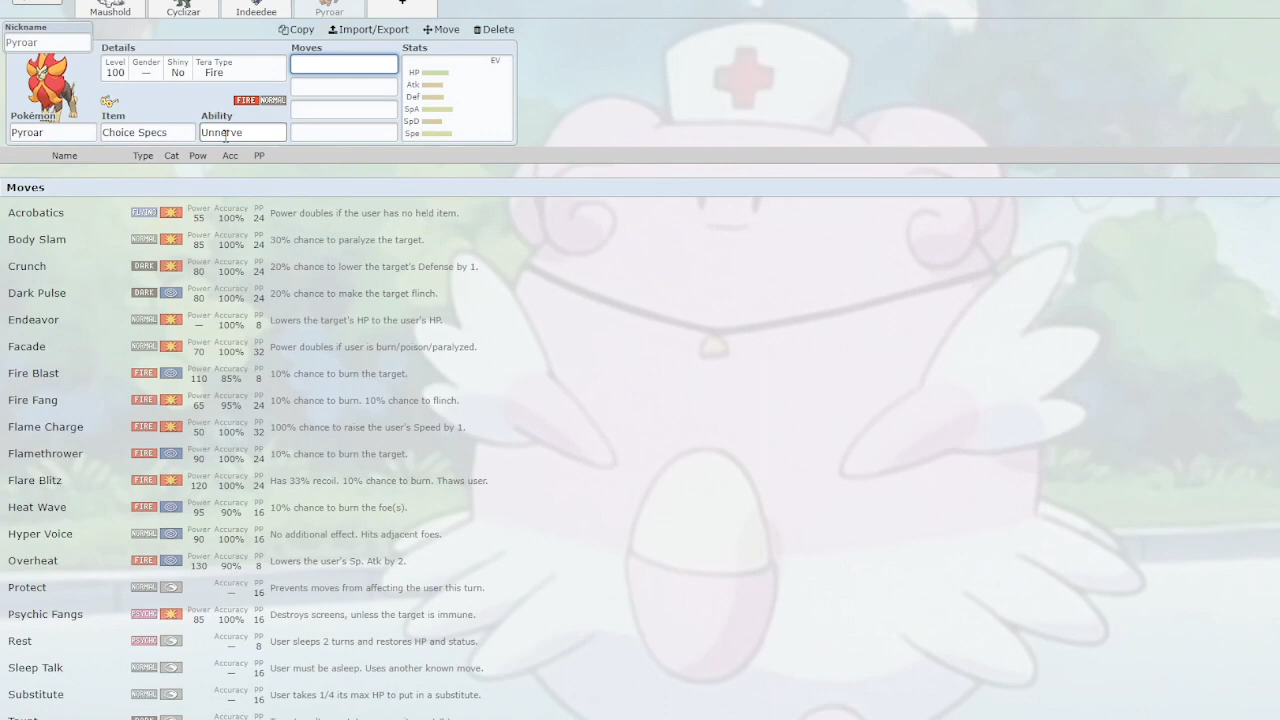 Maushold Cyclizar Indeedee Pyroar +
Nickname
Pyroar
Copy Import/Export Move Delete
Details Moves Stats
Level Gender Shiny Tera Type EV
100 — No Fire
HP
Atk
Def
SpA
SpD
Spe
FIRE NORMAL
Pokémon Item Ability
Pyroar Choice Specs Unnerve
Name Type Cat Pow Acc PP
Moves
Acrobatics FLYING Power 55 Accuracy 100% PP 24 Power doubles if the user has no held item.
Body Slam NORMAL Power 85 Accuracy 100% PP 24 30% chance to paralyze the target.
Crunch DARK Power 80 Accuracy 100% PP 24 20% chance to lower the target's Defense by 1.
Dark Pulse DARK Power 80 Accuracy 100% PP 24 20% chance to make the target flinch.
Endeavor NORMAL Power — Accuracy 100% PP 8 Lowers the target's HP to the user's HP.
Facade NORMAL Power 70 Accuracy 100% PP 32 Power doubles if user is burn/poison/paralyzed.
Fire Blast FIRE Power 110 Accuracy 85% PP 8 10% chance to burn the target.
Fire Fang FIRE Power 65 Accuracy 95% PP 24 10% chance to burn. 10% chance to flinch.
Flame Charge FIRE Power 50 Accuracy 100% PP 32 100% chance to raise the user's Speed by 1.
Flamethrower FIRE Power 90 Accuracy 100% PP 24 10% chance to burn the target.
Flare Blitz FIRE Power 120 Accuracy 100% PP 24 Has 33% recoil. 10% chance to burn. Thaws user.
Heat Wave FIRE Power 95 Accuracy 90% PP 16 10% chance to burn the foe(s).
Hyper Voice NORMAL Power 90 Accuracy 100% PP 16 No additional effect. Hits adjacent foes.
Overheat FIRE Power 130 Accuracy 90% PP 8 Lowers the user's Sp. Atk by 2.
Protect NORMAL Accuracy — PP 16 Prevents moves from affecting the user this turn.
Psychic Fangs PSYCHC Power 85 Accuracy 100% PP 16 Destroys screens, unless the target is immune.
Rest PSYCHC Accuracy — PP 8 User sleeps 2 turns and restores HP and status.
Sleep Talk NORMAL Accuracy — PP 16 User must be asleep. Uses another known move.
Substitute NORMAL Accuracy — PP 16 User takes 1/4 its max HP to put in a substitute.
Accuracy PP